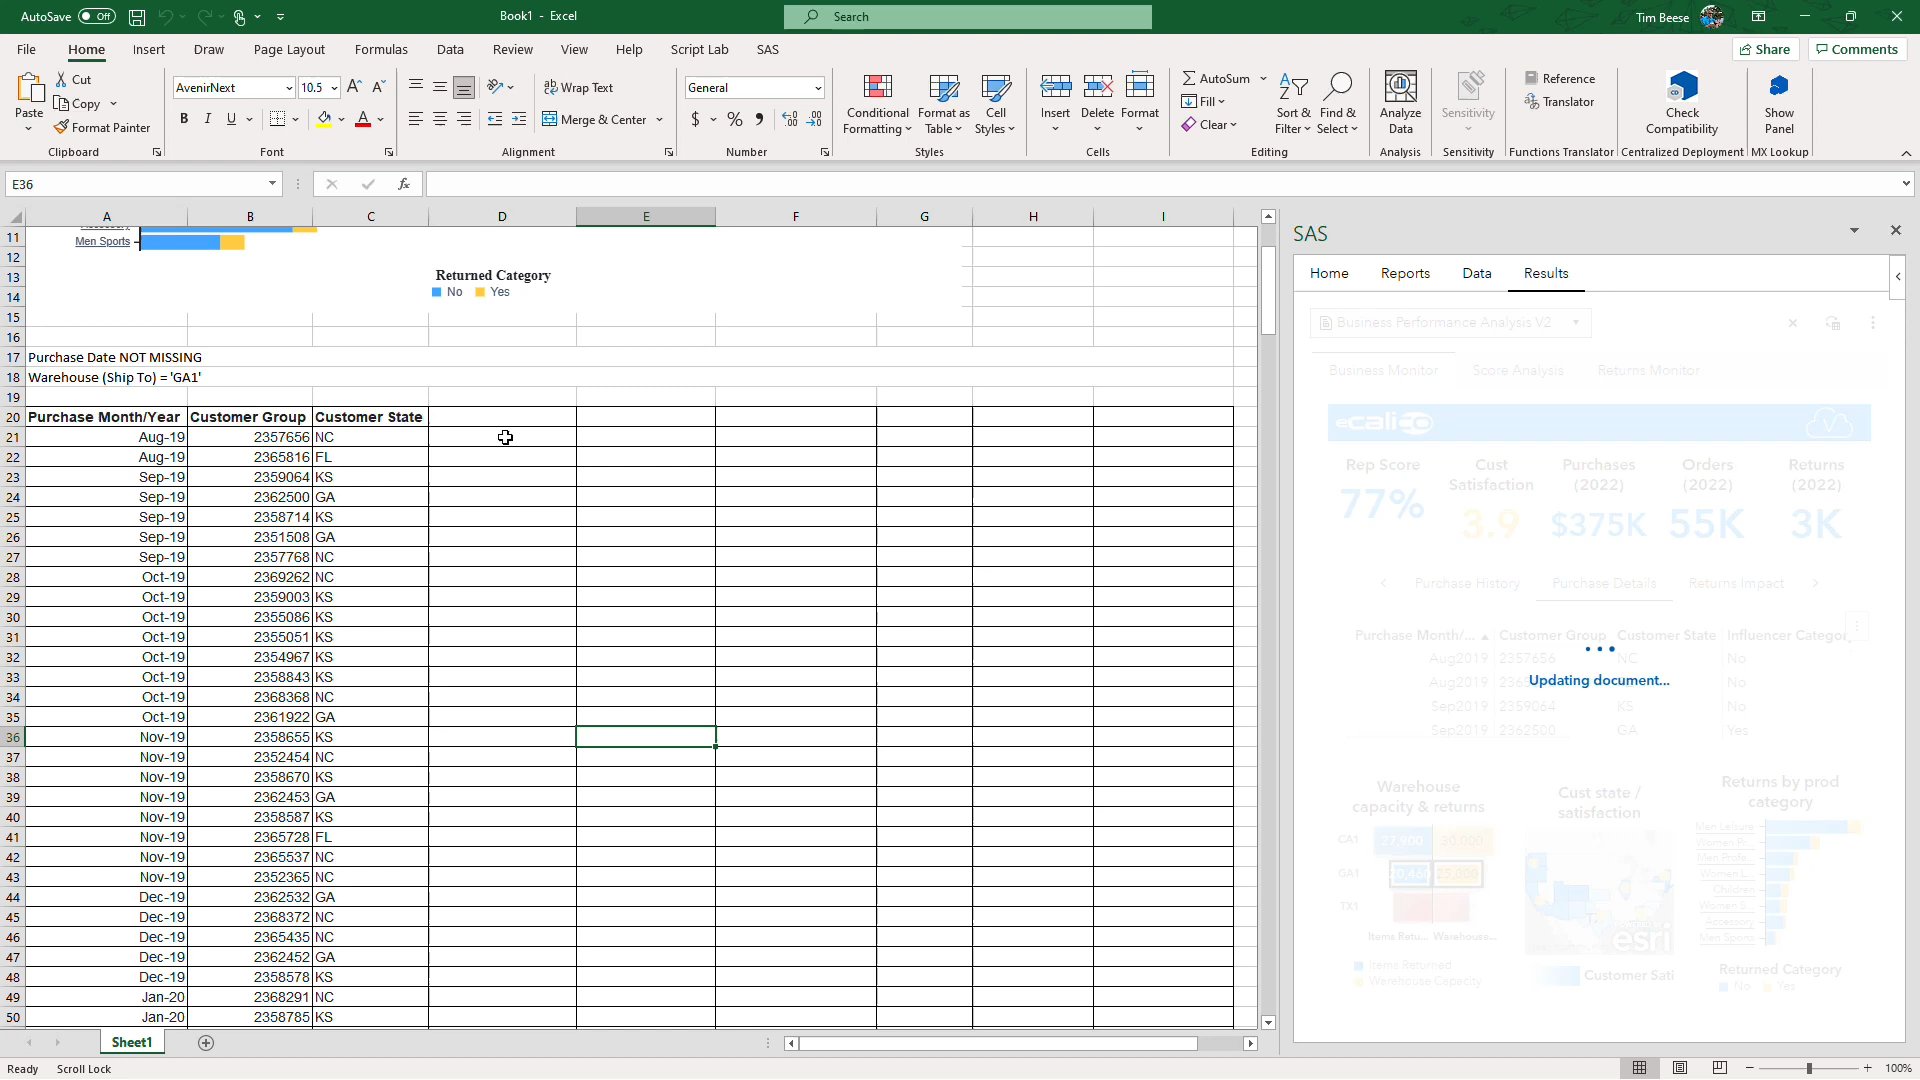 AutoSave Off
Book1 - Excel
Search
Tim Beese
File Home Insert Draw Page Layout Formulas Data Review View Help Script Lab SAS
Share Comments
Paste
Cut
Copy
Format Painter
Clipboard
AvenirNext 10.5
B I U
Font
Wrap Text
Merge & Center
Alignment
General
$ %
Number
Conditional Formatting
Format as Table
Cell Styles
Styles
Insert Delete Format
Cells
AutoSum
Fill
Clear
Sort & Filter
Find & Select
Editing
Analyze Data
Analysis
Sensitivity
Sensitivity
Reference
Translator
Functions Translator
Check Compatibility
Centralized Deployment
Show Panel
MX Lookup
E36
fx
A B C D E F G H I
11
Men Sports
12
13 Returned Category
14 No Yes
15
16
17 Purchase Date NOT MISSING
18 Warehouse (Ship To) = 'GA1'
19
20 Purchase Month/Year Customer Group Customer State
21 Aug-19 2357656 NC
22 Aug-19 2365816 FL
23 Sep-19 2359064 KS
24 Sep-19 2362500 GA
25 Sep-19 2358714 KS
26 Sep-19 2351508 GA
27 Sep-19 2357768 NC
28 Oct-19 2369262 NC
29 Oct-19 2359003 KS
30 Oct-19 2355086 KS
31 Oct-19 2355051 KS
32 Oct-19 2354967 KS
33 Oct-19 2358843 KS
34 Oct-19 2368368 NC
35 Oct-19 2361922 GA
36 Nov-19 2358655 KS
37 Nov-19 2352454 NC
38 Nov-19 2358670 KS
39 Nov-19 2362453 GA
40 Nov-19 2358587 KS
41 Nov-19 2365728 FL
42 Nov-19 2365537 NC
43 Nov-19 2352365 NC
44 Dec-19 2362532 GA
45 Dec-19 2368372 NC
46 Dec-19 2365435 NC
47 Dec-19 2362452 GA
48 Dec-19 2358578 KS
49 Jan-20 2368291 NC
50 Jan-20 2358785 KS
Sheet1
Ready Scroll Lock
100%
SAS
Home Reports Data Results
Business Performance Analysis V2
Business Monitor Score Analysis Returns Monitor
eCalico
Rep Score
77%
Cust Satisfaction
3.9
Purchases (2022)
$375K
Orders (2022)
55K
Returns (2022)
3K
Purchase History Purchase Details Returns Impact
Purchase Month/... Customer Group Customer State Influencer Category
Aug2019 2357656 NC No
Aug2019 No
Updating document...
Sep2019 2359064 KS No
Sep2019 2362500 GA Yes
Warehouse capacity & returns
CA1 27,900 30,000
GA1 25,000
TX1
Items Retu... Warehouse...
Items Returned
Warehouse Capacity
Cust state / satisfaction
esri
Customer Sati
Returns by prod category
Men Leisure
Women Pr...
Men Profe...
Women L...
Children
Women S...
Accessory
Men Sports
Returned Category
No Yes